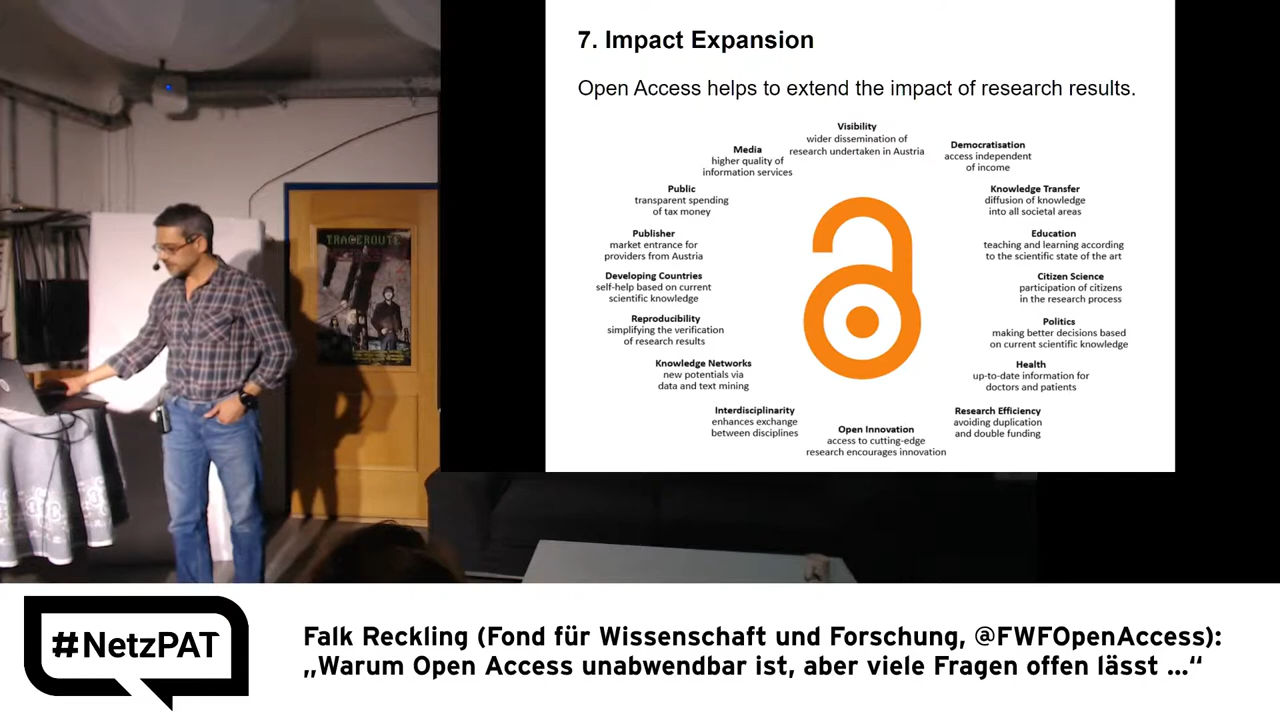 7. Impact Expansion
Open Access helps to extend the impact of research results.
Visibility
wider dissemination of
research undertaken in Austria
Democratisation
access independent
of income
Knowledge Transfer
diffusion of knowledge
into all societal areas
Education
teaching and learning according
to the scientific state of the art
Citizen Science
participation of citizens
in the research process
Politics
making better decisions based
on current scientific knowledge
Health
up-to-date information for
doctors and patients
Research Efficiency
avoiding duplication
and double funding
Open Innovation
access to cutting-edge
research encourages innovation
Interdisciplinarity
enhances exchange
between disciplines
Knowledge Networks
new potentials via
data and text mining
Reproducibility
simplifying the verification
of research results
Developing Countries
self-help based on current
scientific knowledge
Publisher
market entrance for
providers from Austria
Public
transparent spending
of tax money
Media
higher quality of
information services
TRACEROUTE
#NetzPAT
Falk Reckling (Fond für Wissenschaft und Forschung, @FWFOpenAccess):
„Warum Open Access unabwendbar ist, aber viele Fragen offen lässt ...“